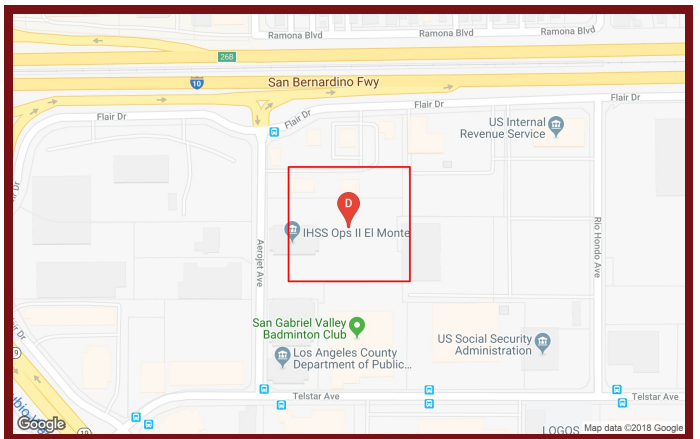 Ramona Blvd
Ramona Blvd
Ramona Blvd
26B
10
San Bernardino Fwy
Flair Dr
Flair Dr
Flair Dr
US Internal
Revenue Service
D
IHSS Ops II El Monte
Aerojet Ave
Rio Hondo Ave
San Gabriel Valley
Badminton Club
US Social Security
Administration
Los Angeles County
Department of Public...
19
Telstar Ave
Telstar Ave
19
Google
LOGOS
Map data ©2018 Google